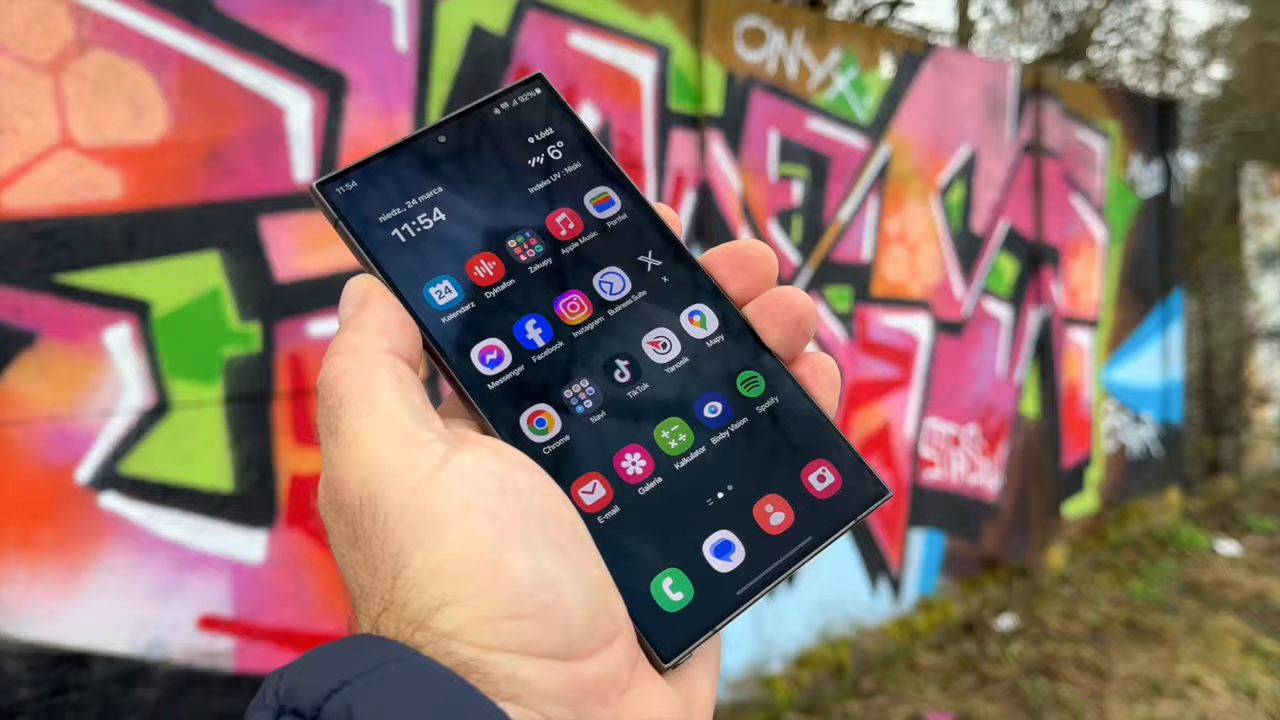 ONYX
92%
11:54
Łódź
6°
Indeks UV : Niski
niedz., 24 marca
11:54
24
Kalendarz
Dyktafon
Zakupy
Apple Music
Portfel
Messenger
Facebook
Instagram
Business Suite
X
Chrome
Navi
TikTok
Yanosik
Mapy
E-mail
Galeria
Kalkulator
Bixby Vision
Spotify